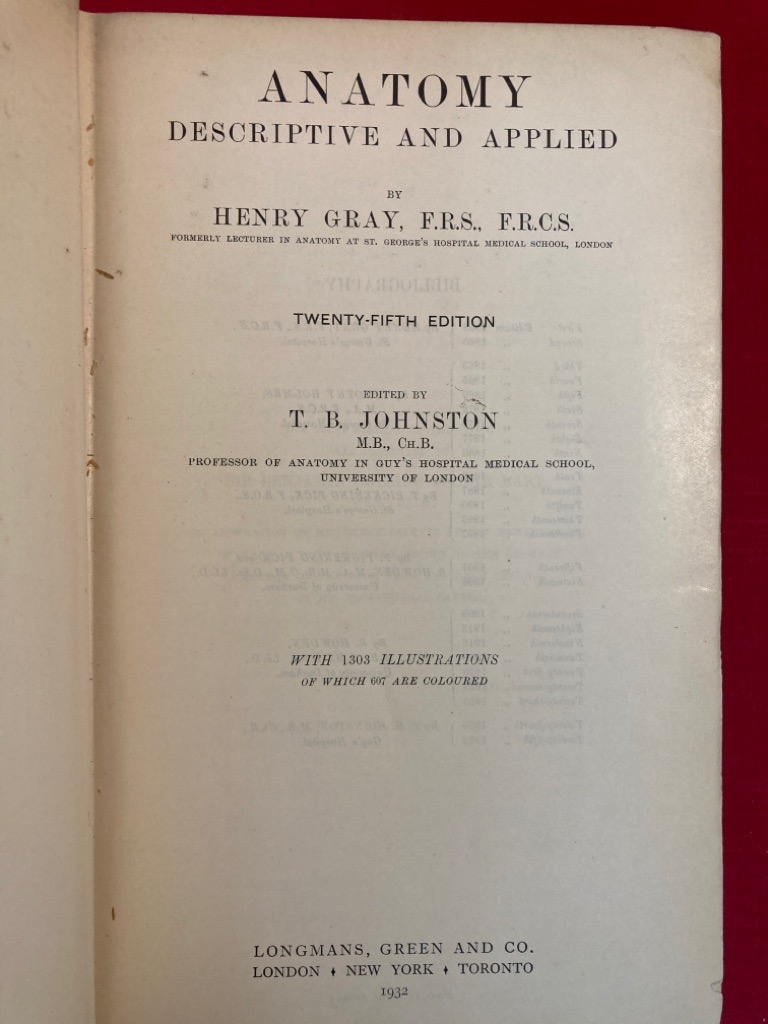 ANATOMY
DESCRIPTIVE AND APPLIED
BY
HENRY GRAY, F.R.S., F.R.C.S.
FORMERLY LECTURER IN ANATOMY AT ST. GEORGE'S HOSPITAL MEDICAL SCHOOL, LONDON
TWENTY-FIFTH EDITION
EDITED BY
T. B. JOHNSTON
M.B., CH.B.
PROFESSOR OF ANATOMY IN GUY'S HOSPITAL MEDICAL SCHOOL,
UNIVERSITY OF LONDON
WITH 1303 ILLUSTRATIONS
OF WHICH 607 ARE COLOURED
LONGMANS, GREEN AND CO.
LONDON ♦ NEW YORK ♦ TORONTO
1932